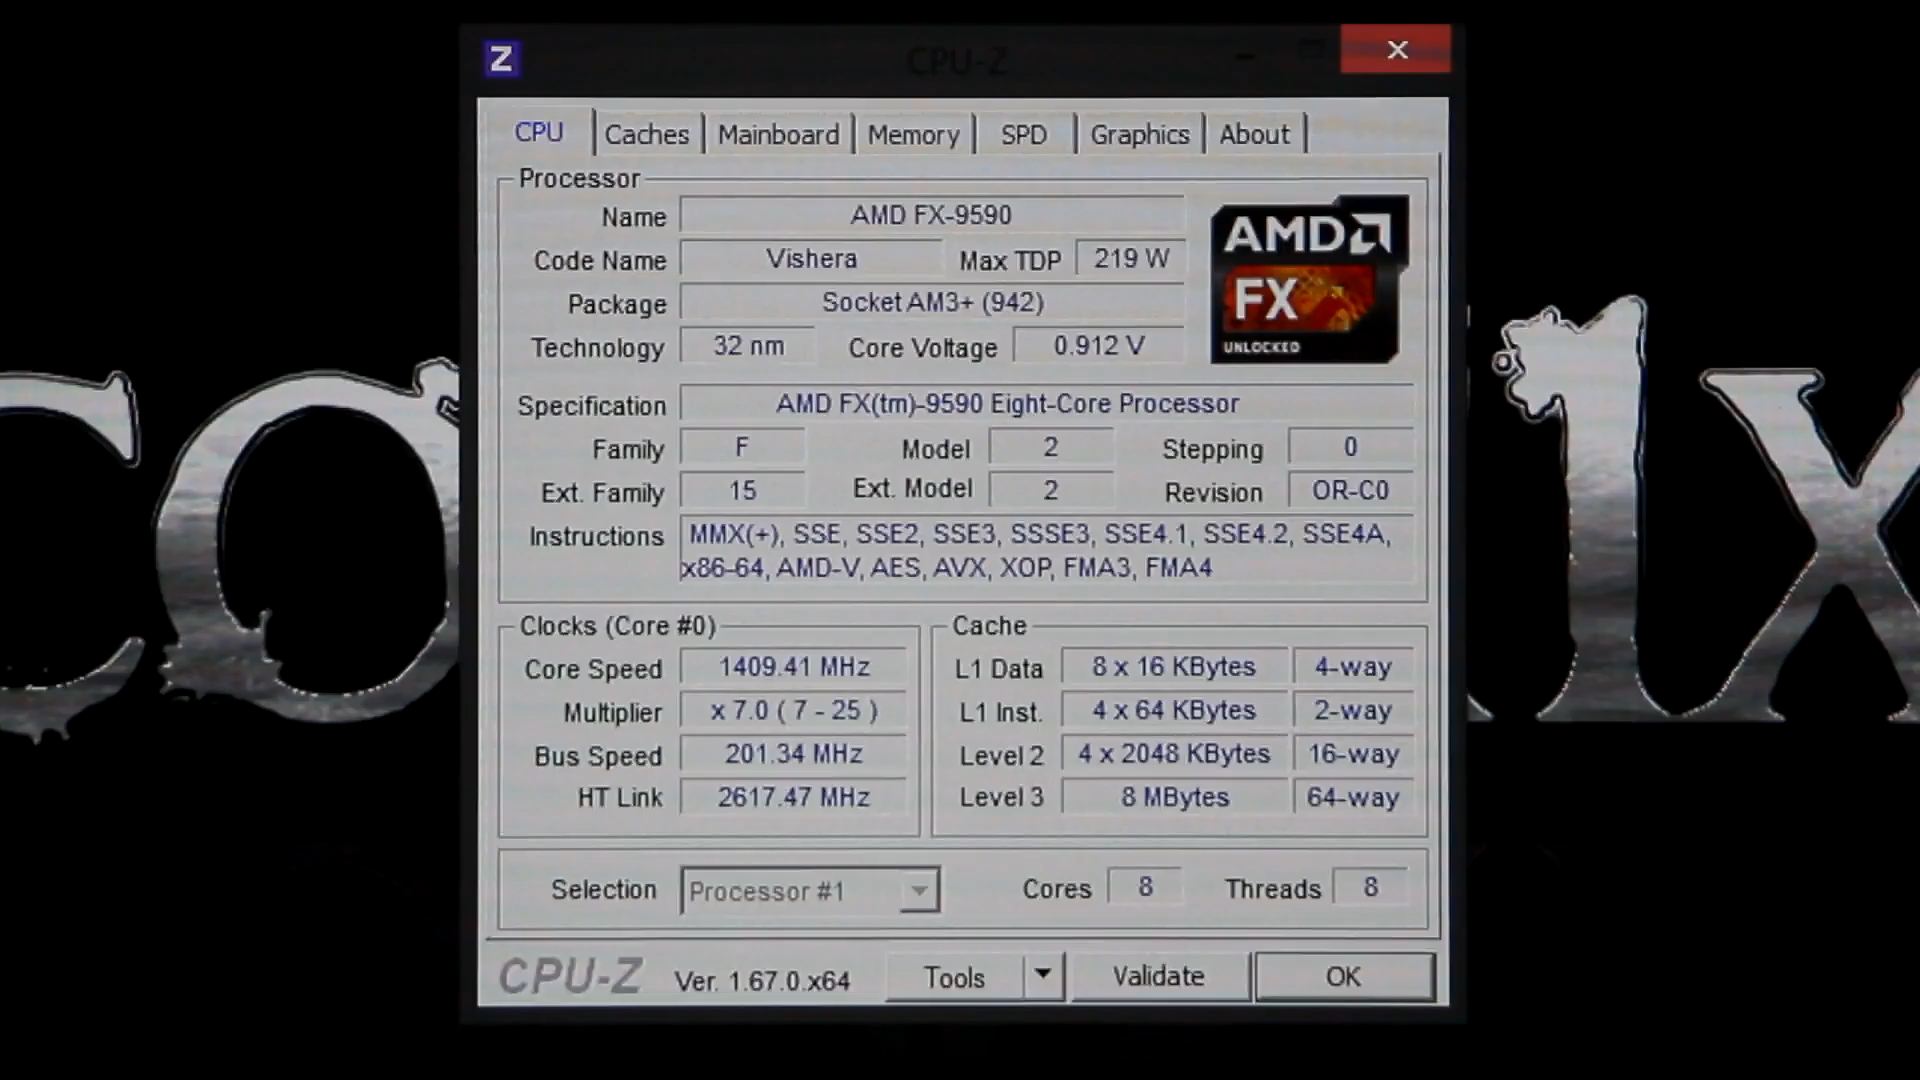 CPU-Z
CPU Caches Mainboard Memory SPD Graphics About
Processor
Name AMD FX-9590
Code Name Vishera Max TDP 219 W
Package Socket AM3+ (942)
Technology 32 nm Core Voltage 0.912 V
AMD
FX
UNLOCKED
Specification AMD FX(tm)-9590 Eight-Core Processor
Family F Model 2 Stepping 0
Ext. Family 15 Ext. Model 2 Revision OR-C0
Instructions MMX(+), SSE, SSE2, SSE3, SSSE3, SSE4.1, SSE4.2, SSE4A,
x86-64, AMD-V, AES, AVX, XOP, FMA3, FMA4
Clocks (Core #0)
Core Speed 1409.41 MHz
Multiplier x 7.0 ( 7 - 25 )
Bus Speed 201.34 MHz
HT Link 2617.47 MHz
Cache
L1 Data 8 x 16 KBytes 4-way
L1 Inst. 4 x 64 KBytes 2-way
Level 2 4 x 2048 KBytes 16-way
Level 3 8 MBytes 64-way
Selection Processor #1 Cores 8 Threads 8
CPU-Z Ver. 1.67.0.x64 Tools Validate OK